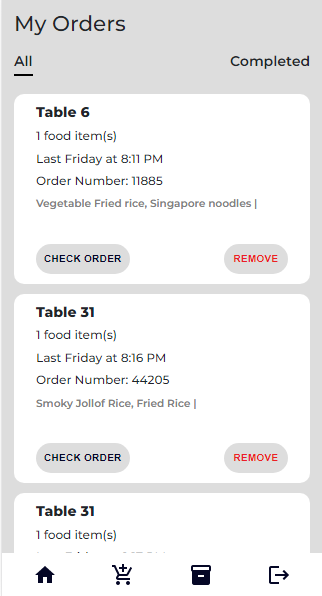 My Orders
All Completed
Table 6
1 food item(s)
Last Friday at 8:11 PM
Order Number: 11885
Vegetable Fried rice, Singapore noodles |
CHECK ORDER REMOVE
Table 31
1 food item(s)
Last Friday at 8:16 PM
Order Number: 44205
Smoky Jollof Rice, Fried Rice |
CHECK ORDER REMOVE
Table 31
1 food item(s)